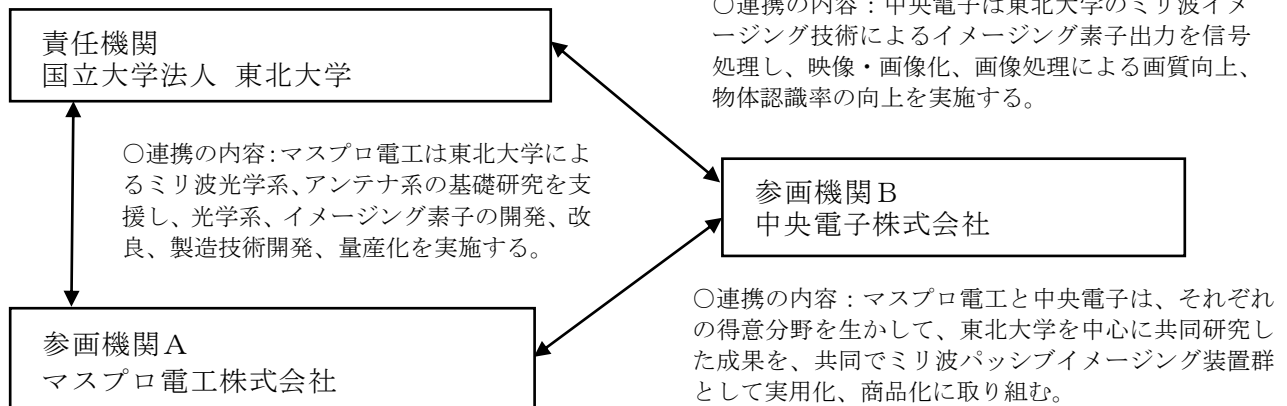 ○連携の内容：中央電子は東北大学のミリ波イメ
ージング技術によるイメージング素子出力を信号
処理し、映像・画像化、画像処理による画質向上、
物体認識率の向上を実施する。
責任機関
国立大学法人 東北大学
○連携の内容：マスプロ電工は東北大学によ
るミリ波光学系、アンテナ系の基礎研究を支
援し、光学系、イメージング素子の開発、改
良、製造技術開発、量産化を実施する。
参画機関Ｂ
中央電子株式会社
参画機関Ａ
マスプロ電工株式会社
○連携の内容：マスプロ電工と中央電子は、それぞれ
の得意分野を生かして、東北大学を中心に共同研究し
た成果を、共同でミリ波パッシブイメージング装置群
として実用化、商品化に取り組む。